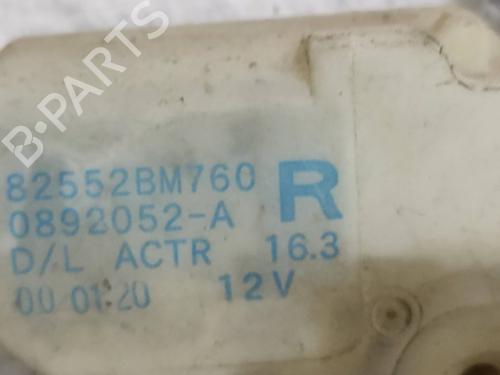 B-PARTS
82552BM760 R
0892052-A
D/L ACTR 16.3
00 01.20 12V